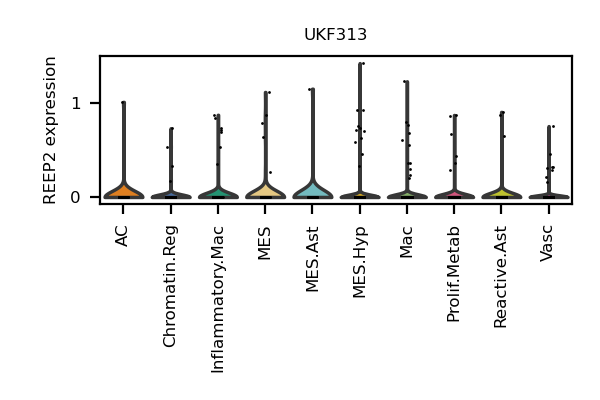 UKF313
REEP2 expression
1
0
AC
Chromatin.Reg
Inflammatory.Mac
MES
MES.Ast
MES.Hyp
Mac
Prolif.Metab
Reactive.Ast
Vasc